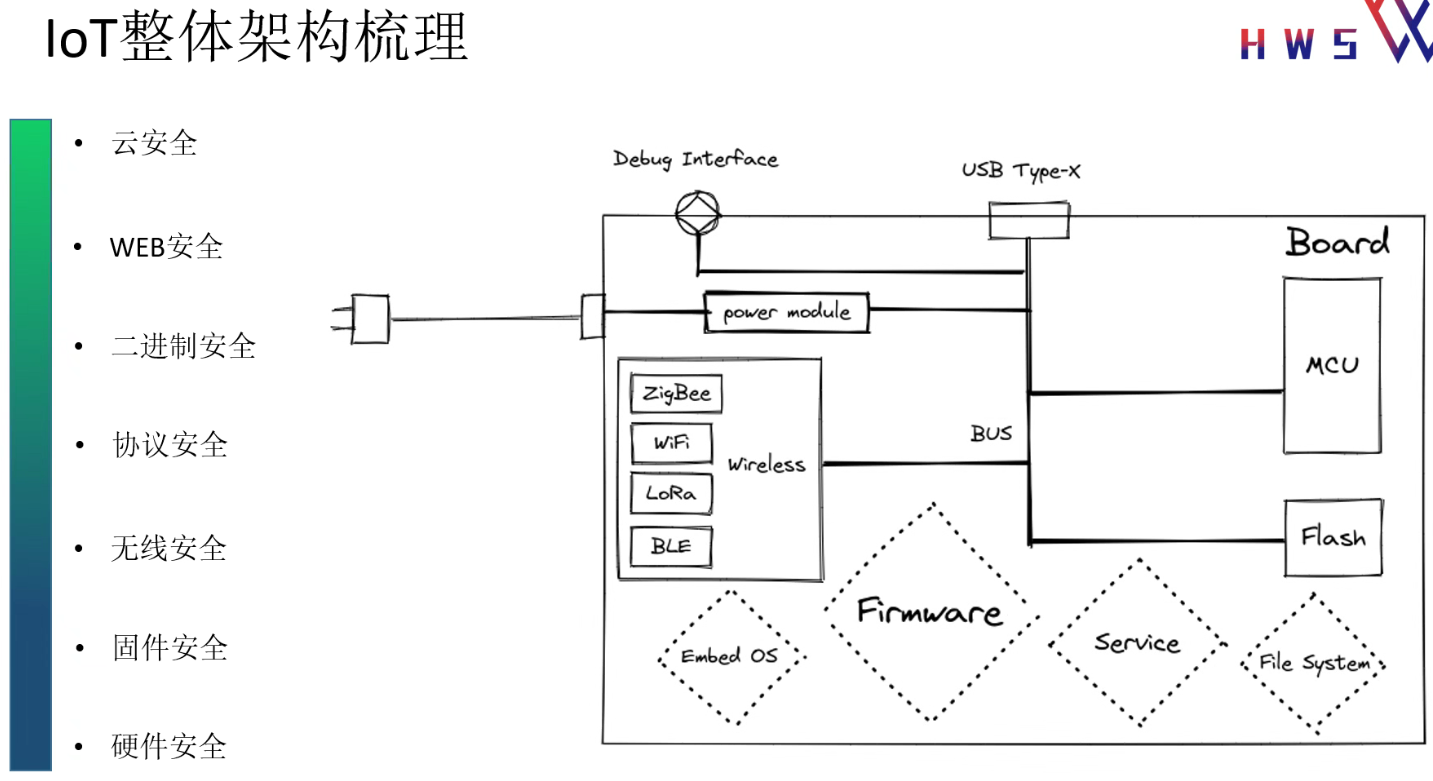 IoT整体架构梳理
HWS
• 云安全
• WEB安全
• 二进制安全
• 协议安全
• 无线安全
• 固件安全
• 硬件安全
Debug Interface
USB Type-X
Board
power module
MCU
ZigBee
WiFi
Wireless
LoRa
BLE
BUS
Flash
Firmware
Embed OS
Service
File System